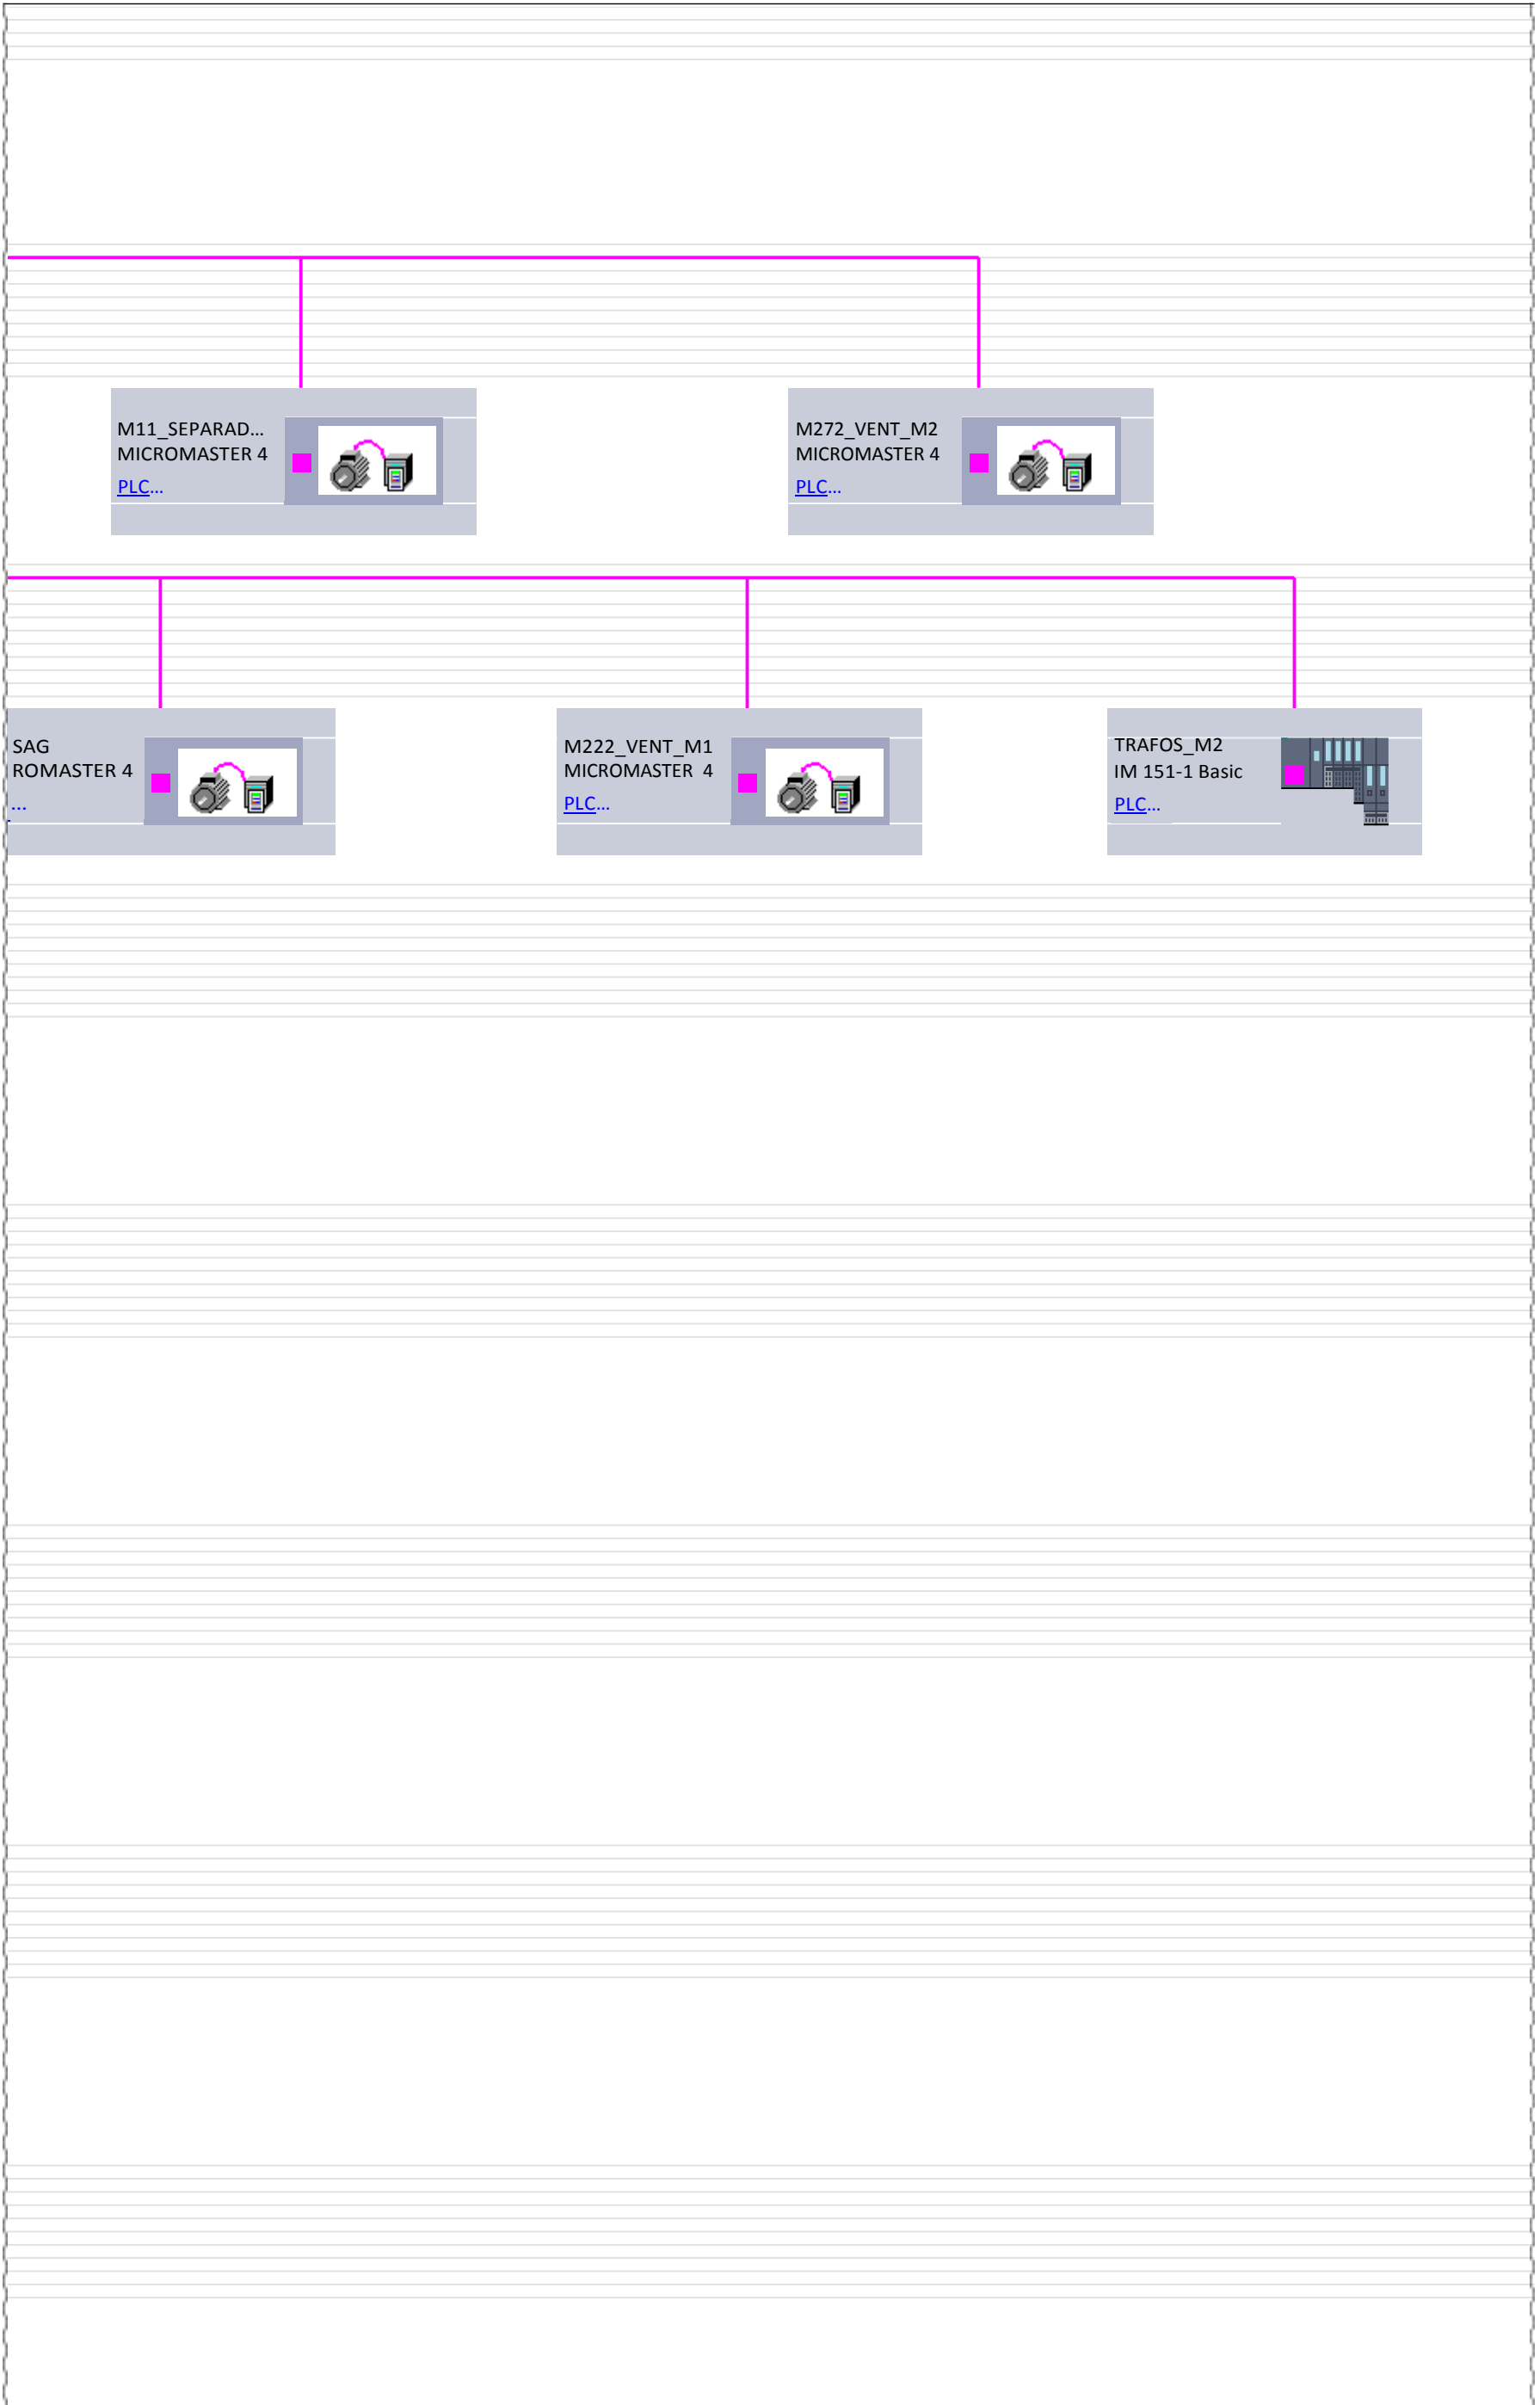 M11_SEPARAD...
MICROMASTER 4
PLC...
M272_VENT_M2
MICROMASTER 4
PLC...
SAG
ROMASTER 4
...
M222_VENT_M1
MICROMASTER 4
PLC...
TRAFOS_M2
IM 151-1 Basic
PLC...